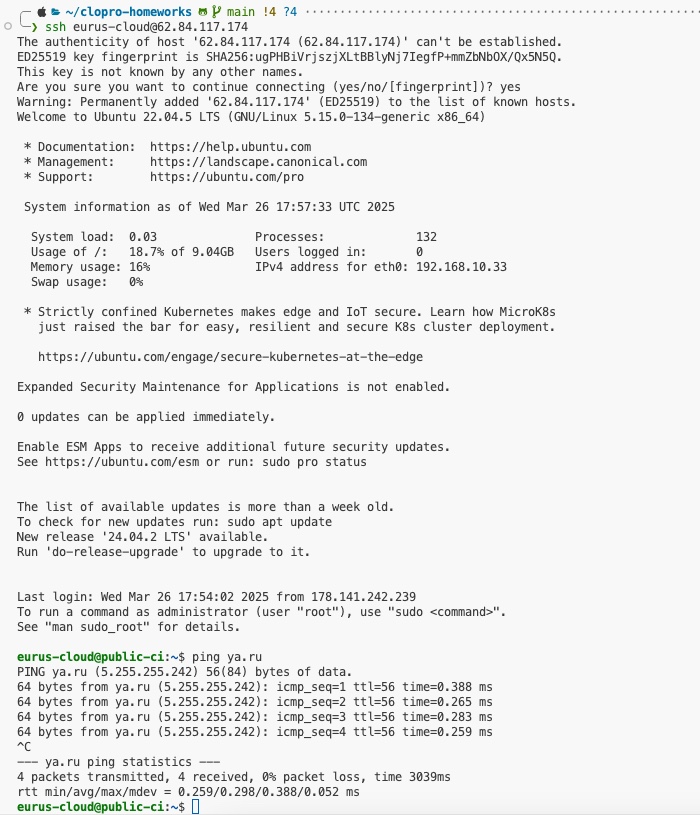 ~/clopro-homeworks main !4 ?4
❯ ssh eurus-cloud@62.84.117.174
The authenticity of host '62.84.117.174 (62.84.117.174)' can't be established.
ED25519 key fingerprint is SHA256:ugPHBiVrjszjXLtBBlyNj7IegfP+mmZbNbOX/Qx5N5Q.
This key is not known by any other names.
Are you sure you want to continue connecting (yes/no/[fingerprint])? yes
Warning: Permanently added '62.84.117.174' (ED25519) to the list of known hosts.
Welcome to Ubuntu 22.04.5 LTS (GNU/Linux 5.15.0-134-generic x86_64)
* Documentation: https://help.ubuntu.com
* Management: https://landscape.canonical.com
* Support: https://ubuntu.com/pro
System information as of Wed Mar 26 17:57:33 UTC 2025
System load: 0.03 Processes: 132
Usage of /: 18.7% of 9.04GB Users logged in: 0
Memory usage: 16% IPv4 address for eth0: 192.168.10.33
Swap usage: 0%
* Strictly confined Kubernetes makes edge and IoT secure. Learn how MicroK8s
just raised the bar for easy, resilient and secure K8s cluster deployment.
https://ubuntu.com/engage/secure-kubernetes-at-the-edge
Expanded Security Maintenance for Applications is not enabled.
0 updates can be applied immediately.
Enable ESM Apps to receive additional future security updates.
See https://ubuntu.com/esm or run: sudo pro status
The list of available updates is more than a week old.
To check for new updates run: sudo apt update
New release '24.04.2 LTS' available.
Run 'do-release-upgrade' to upgrade to it.
Last login: Wed Mar 26 17:54:02 2025 from 178.141.242.239
To run a command as administrator (user "root"), use "sudo <command>".
See "man sudo_root" for details.
eurus-cloud@public-ci:~$ ping ya.ru
PING ya.ru (5.255.255.242) 56(84) bytes of data.
64 bytes from ya.ru (5.255.255.242): icmp_seq=1 ttl=56 time=0.388 ms
64 bytes from ya.ru (5.255.255.242): icmp_seq=2 ttl=56 time=0.265 ms
64 bytes from ya.ru (5.255.255.242): icmp_seq=3 ttl=56 time=0.283 ms
64 bytes from ya.ru (5.255.255.242): icmp_seq=4 ttl=56 time=0.259 ms
^C
--- ya.ru ping statistics ---
4 packets transmitted, 4 received, 0% packet loss, time 3039ms
rtt min/avg/max/mdev = 0.259/0.298/0.388/0.052 ms
eurus-cloud@public-ci:~$